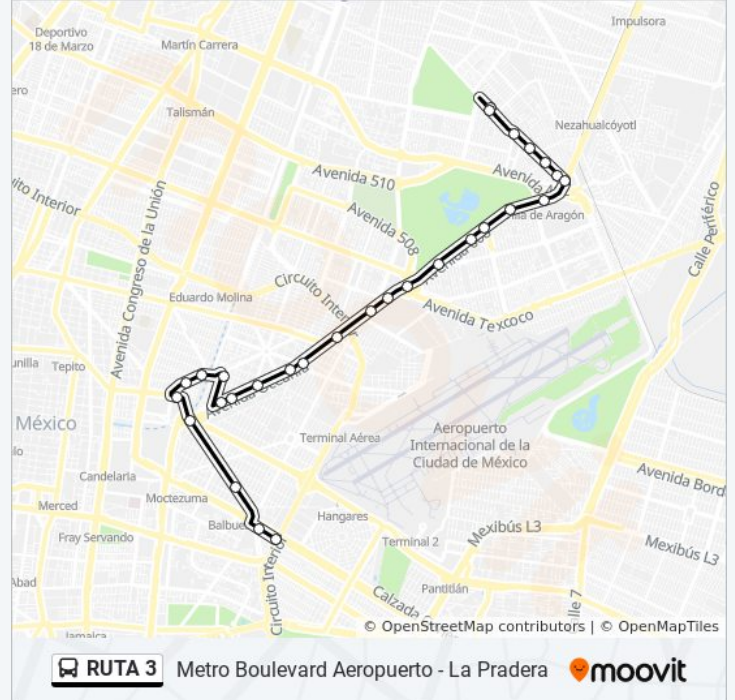 Impulsora
Deportivo
18 de Marzo
Martín Carrera
Talismán
Nezahualcóyotl
Avenida 510
Avenida
Avenida 508
de Aragón
Circuito Interior
Avenida Congreso de la Unión
Calle Periférico
Eduardo Molina
Avenida Texcoco
Tepito
México
Aeropuerto
Internacional de la
Ciudad de México
Terminal Aérea
Candelaria
Moctezuma
Avenida Bord
Merced
Hangares
Fray Servando
Terminal 2
Mexibús L3
Mexibús L3
Pantitlán
Circuito Interior
Calzada
Jamaica
© OpenStreetMap contributors | © OpenMapTiles
RUTA 3 Metro Boulevard Aeropuerto - La Pradera moovit